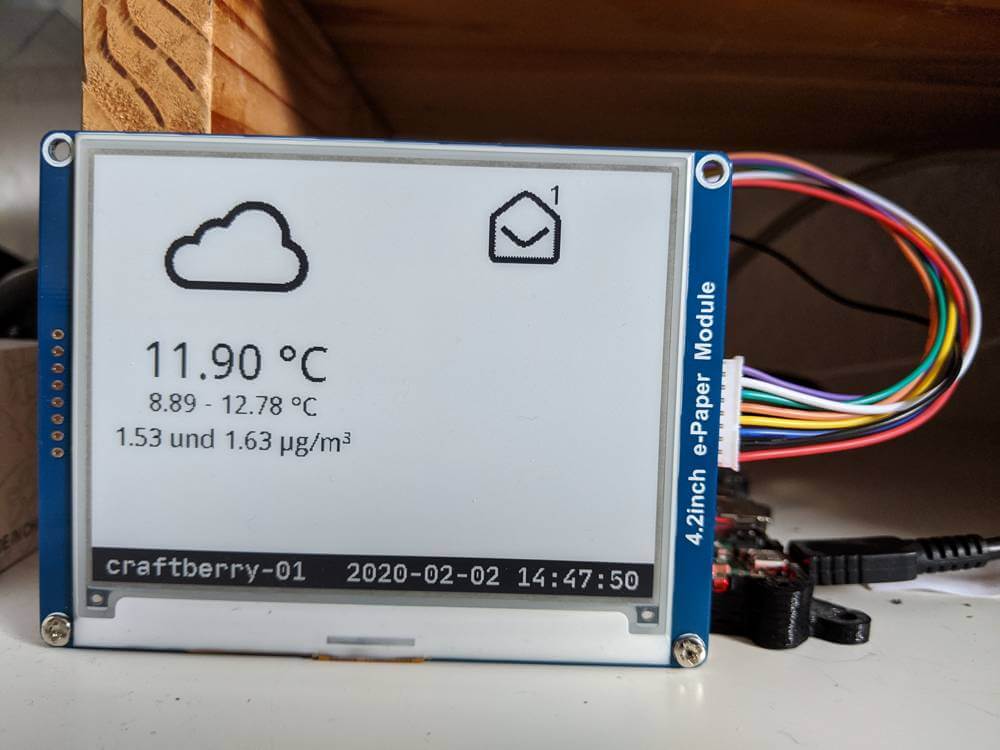 1
11.90 °C
8.89 - 12.78 °C
1.53 und 1.63 µg/m³
craftberry-01 2020-02-02 14:47:50
4.2inch e-Paper Module